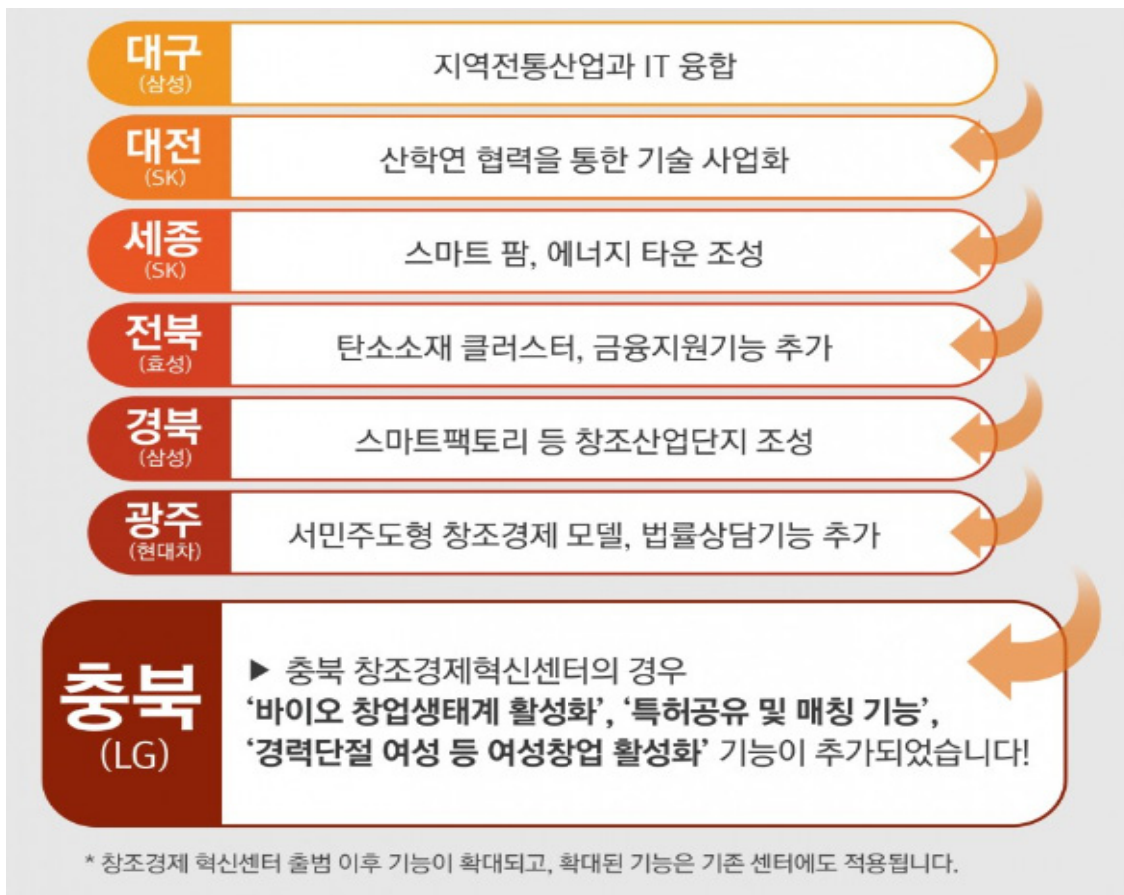 대구
(삼성)
지역전통산업과 IT 융합
대전
(SK)
산학연 협력을 통한 기술 사업화
세종
(SK)
스마트 팜, 에너지 타운 조성
전북
(효성)
탄소소재 클러스터, 금융지원기능 추가
경북
(삼성)
스마트팩토리 등 창조산업단지 조성
광주
(현대차)
서민주도형 창조경제 모델, 법률상담기능 추가
충북
(LG)
▶ 충북 창조경제혁신센터의 경우
‘바이오 창업생태계 활성화’, ‘특허공유 및 매칭 기능’,
‘경력단절 여성 등 여성창업 활성화’ 기능이 추가되었습니다!
* 창조경제 혁신센터 출범 이후 기능이 확대되고, 확대된 기능은 기존 센터에도 적용됩니다.